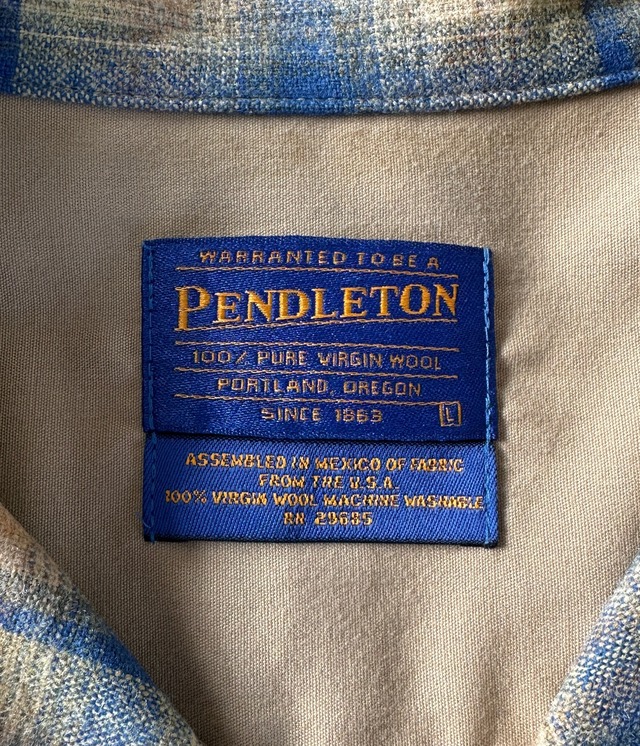 WARRANTED TO BE A
PENDLETON
100% PURE VIRGIN WOOL
PORTLAND, OREGON
SINCE 1863 L
ASSEMBLED IN MEXICO OF FABRIC
FROM THE U.S.A.
100% VIRGIN WOOL MACHINE WASHABLE
RN 29685